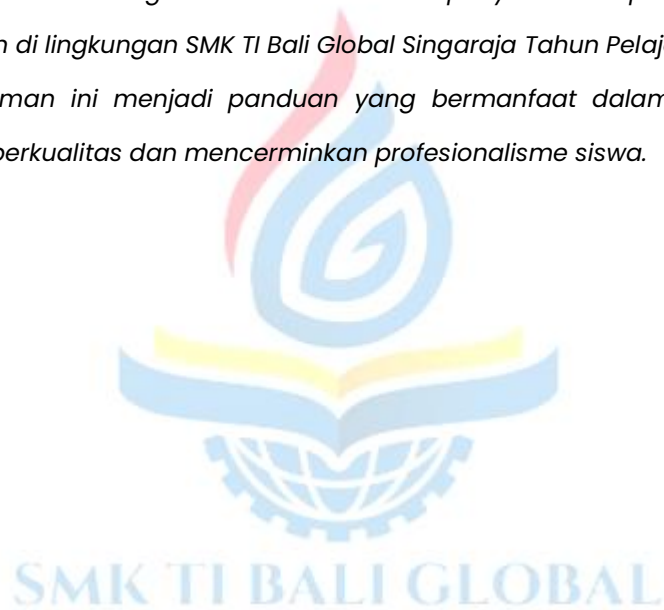 n di lingkungan SMK TI Bali Global Singaraja Tahun Pelaj
man ini menjadi panduan yang bermanfaat dalam
berkualitas dan mencerminkan profesionalisme siswa.
SMK TI BALI GLOBAL